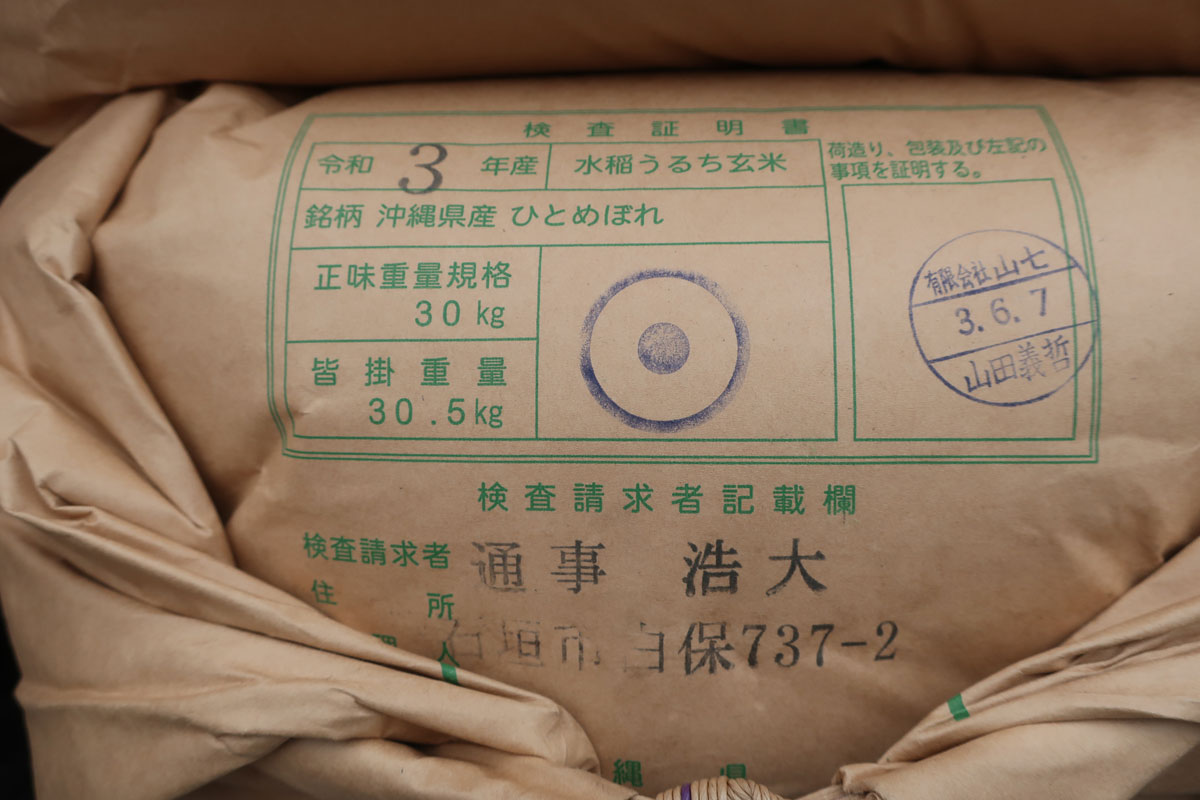 検査証明書
令和 3 年産 水稲うるち玄米
荷造り、包装及び左記の
事項を証明する。
銘柄 沖縄県産 ひとめぼれ
正味重量規格
30kg
皆掛重量
30.5kg
有限会社山七
3.6.7
山田義哲
検査請求者記載欄
検査請求者 通事 浩大
住所
石垣市 白保737-2
縄県